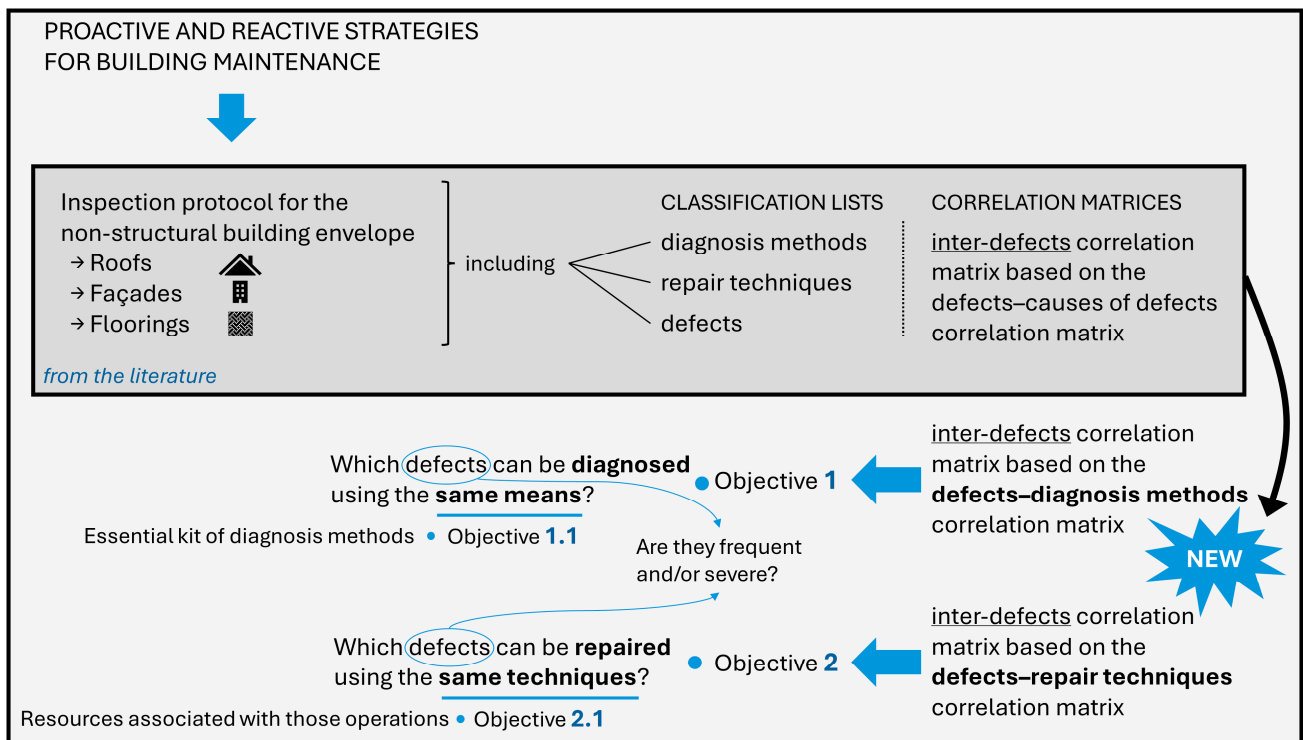 PROACTIVE AND REACTIVE STRATEGIES
FOR BUILDING MAINTENANCE
Inspection protocol for the
non-structural building envelope
→ Roofs
→ Façades
→ Floorings
from the literature
including
CLASSIFICATION LISTS
diagnosis methods
repair techniques
defects
CORRELATION MATRICES
inter-defects correlation
matrix based on the
defects–causes of defects
correlation matrix
inter-defects correlation
matrix based on the
defects–diagnosis methods
correlation matrix
NEW
Which defects can be diagnosed
using the same means?
• Objective 1
Essential kit of diagnosis methods • Objective 1.1
Are they frequent
and/or severe?
inter-defects correlation
matrix based on the
defects–repair techniques
correlation matrix
Which defects can be repaired
using the same techniques?
• Objective 2
Resources associated with those operations • Objective 2.1